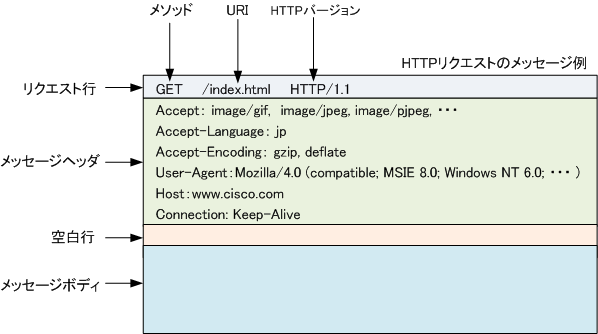 メソッド URI HTTPバージョン
HTTPリクエストのメッセージ例
リクエスト行 GET /index.html HTTP/1.1
Accept: image/gif, image/jpeg, image/pjpeg, ・・・
Accept-Language: jp
メッセージヘッダ Accept-Encoding: gzip, deflate
User-Agent: Mozilla/4.0 (compatible; MSIE 8.0; Windows NT 6.0; ・・・ )
Host: www.cisco.com
Connection: Keep-Alive
空白行
メッセージボディ